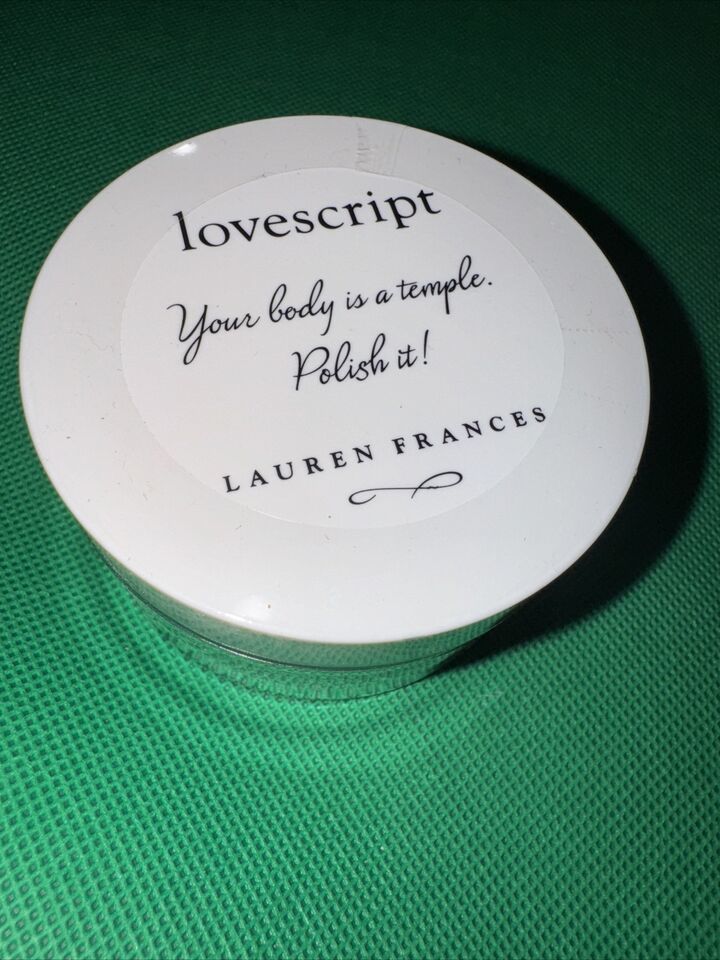 lovescript
Your body is a temple.
Polish it!
LAUREN FRANCES